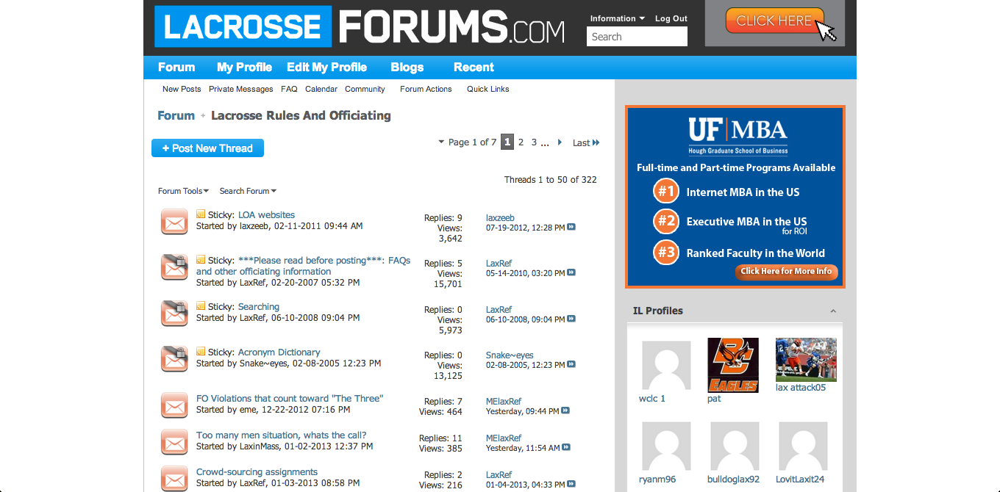 LACROSSE FORUMS.COM
Information Log Out
Search
CLICK HERE
Forum My Profile Edit My Profile Blogs Recent
New Posts Private Messages FAQ Calendar Community Forum Actions Quick Links
Forum + Lacrosse Rules And Officiating
+ Post New Thread
Page 1 of 7 1 2 3 ... Last
Threads 1 to 50 of 322
Forum Tools Search Forum
Sticky: LOA websites
Started by laxzeeb, 02-11-2011 09:44 AM
Replies: 9
Views:
3,642
laxzeeb
07-19-2012, 12:28 PM
Sticky: ***Please read before posting***: FAQs
and other officiating information
Started by LaxRef, 02-20-2007 05:32 PM
Replies: 5
Views:
15,701
LaxRef
05-14-2010, 03:20 PM
Sticky: Searching
Started by LaxRef, 06-10-2008 09:04 PM
Replies: 0
Views:
5,973
LaxRef
06-10-2008, 09:04 PM
Sticky: Acronym Dictionary
Started by Snake~eyes, 02-08-2005 12:23 PM
Replies: 0
Views:
13,125
Snake~eyes
02-08-2005, 12:23 PM
FO Violations that count toward "The Three"
Started by eme, 12-22-2012 07:16 PM
Replies: 7
Views: 464
MElaxRef
Yesterday, 09:44 PM
Too many men situation, whats the call?
Started by LaxinMass, 01-02-2013 12:37 PM
Replies: 11
Views: 385
MElaxRef
Yesterday, 11:54 AM
Crowd-sourcing assignments
Started by LaxRef, 01-03-2013 08:58 PM
Replies: 2
Views: 216
LaxRef
01-04-2013, 04:33 PM
UF MBA
Hough Graduate School of Business
Full-time and Part-time Programs Available
#1 Internet MBA in the US
#2 Executive MBA in the US
for ROI
#3 Ranked Faculty in the World
Click Here for More Info
IL Profiles
BC
EAGLES
wclc 1
pat
lax attack05
ryanm96
bulldoglax92
LovitLaxit24